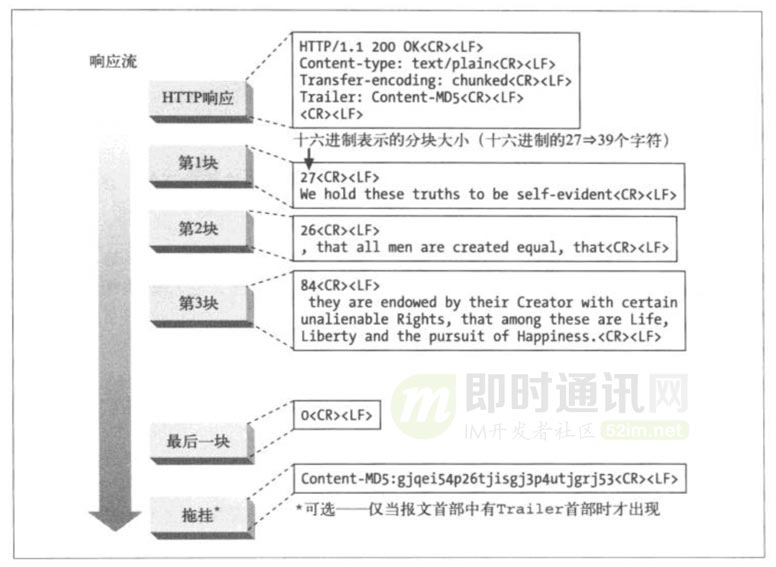 响应流
HTTP响应
HTTP/1.1 200 OK<CR><LF>
Content-type: text/plain<CR><LF>
Transfer-encoding: chunked<CR><LF>
Trailer: Content-MD5<CR><LF>
<CR><LF>
十六进制表示的分块大小（十六进制的27⇒39个字符）
第1块
27<CR><LF>
We hold these truths to be self-evident<CR><LF>
第2块
26<CR><LF>
, that all men are created equal, that<CR><LF>
第3块
84<CR><LF>
they are endowed by their Creator with certain
unalienable Rights, that among these are Life,
Liberty and the pursuit of Happiness.<CR><LF>
即时通讯网
IM开发者社区 52im.net
最后一块
0<CR><LF>
拖挂*
Content-MD5:gjqei54p26tjisgj3p4utjgrj53<CR><LF>
*可选——仅当报文首部中有Trailer首部时才出现